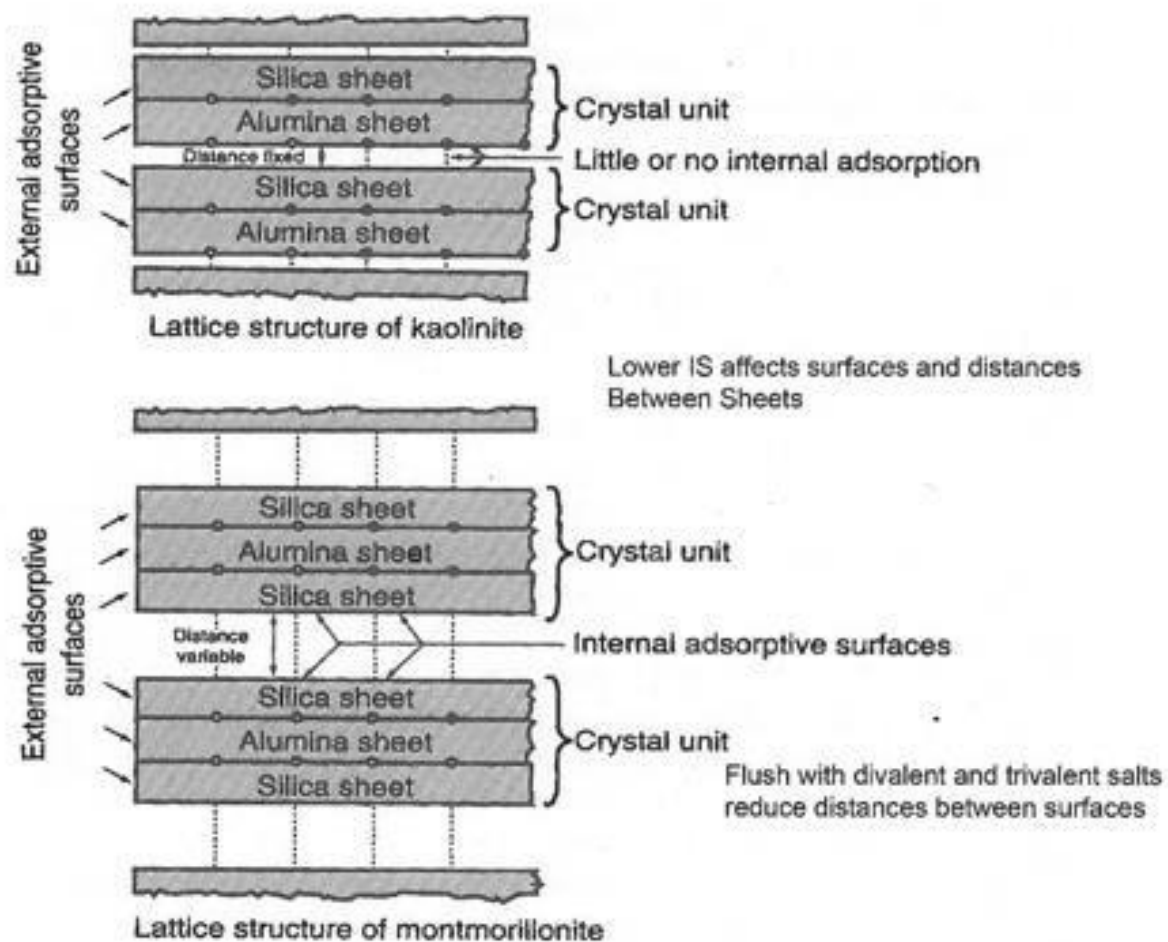 External adsorptive
surfaces
Silica sheet
Alumina sheet
Crystal unit
Distance fixed
Little or no internal adsorption
Silica sheet
Alumina sheet
Crystal unit
Lattice structure of kaolinite
Lower IS affects surfaces and distances
Between Sheets
External adsorptive
surfaces
Silica sheet
Alumina sheet
Silica sheet
Crystal unit
Distance
variable
Internal adsorptive surfaces
Silica sheet
Alumina sheet
Silica sheet
Crystal unit
Flush with divalent and trivalent salts
reduce distances between surfaces
Lattice structure of montmorillonite